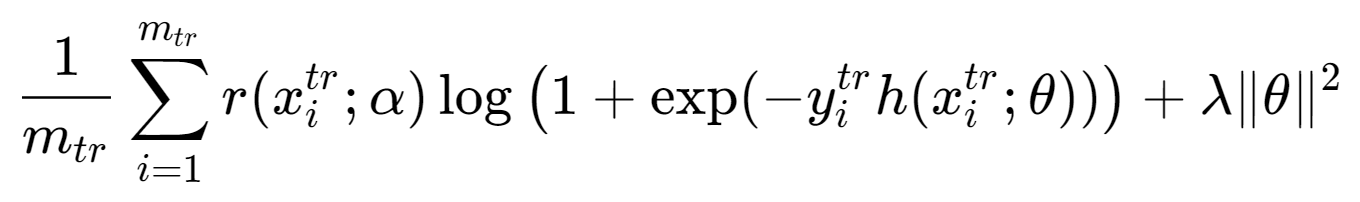 \frac{1}{m_{tr}} \sum_{i=1}^{m_{tr}} r(x_i^{tr}; \alpha) \log \left(1 + \exp(-y_i^{tr} h(x_i^{tr}; \theta))\right) + \lambda \|\theta\|^2